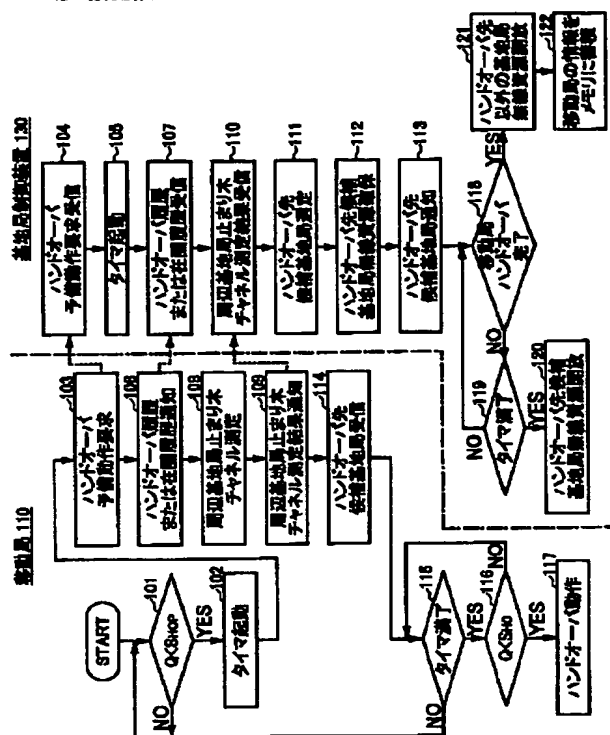 移動局 110
START
101
QK≦HOP
NO
YES
102
タイマ起動
103
ハンドオーバ
予備動作要求
106
ハンドオーバ履歴
または在圏履歴通知
108
周辺基地局止まり木
チャネル測定
109
周辺基地局止まり木
チャネル測定結果通知
114
ハンドオーバ先
候補基地局受信
115
タイマ満了
NO
YES
116
NO
YES
117
ハンドオーバ動作
基地局制御装置 130
104
ハンドオーバ
予備動作要求受信
105
タイマ起動
107
ハンドオーバ履歴
または在圏履歴受信
110
周辺基地局止まり木
チャネル測定結果受信
111
ハンドオーバ先
候補基地局測定
112
ハンドオーバ先候補
基地局無線資源確保
113
ハンドオーバ先
候補基地局通知
118
移動局
ハンドオーバ
完了
NO
YES
119
タイマ満了
NO
YES
120
ハンドオーバ先候補
基地局無線資源開放
121
ハンドオーバ先
以外の基地局
無線資源開放
122
移動局の情報を
メモリに蓄積